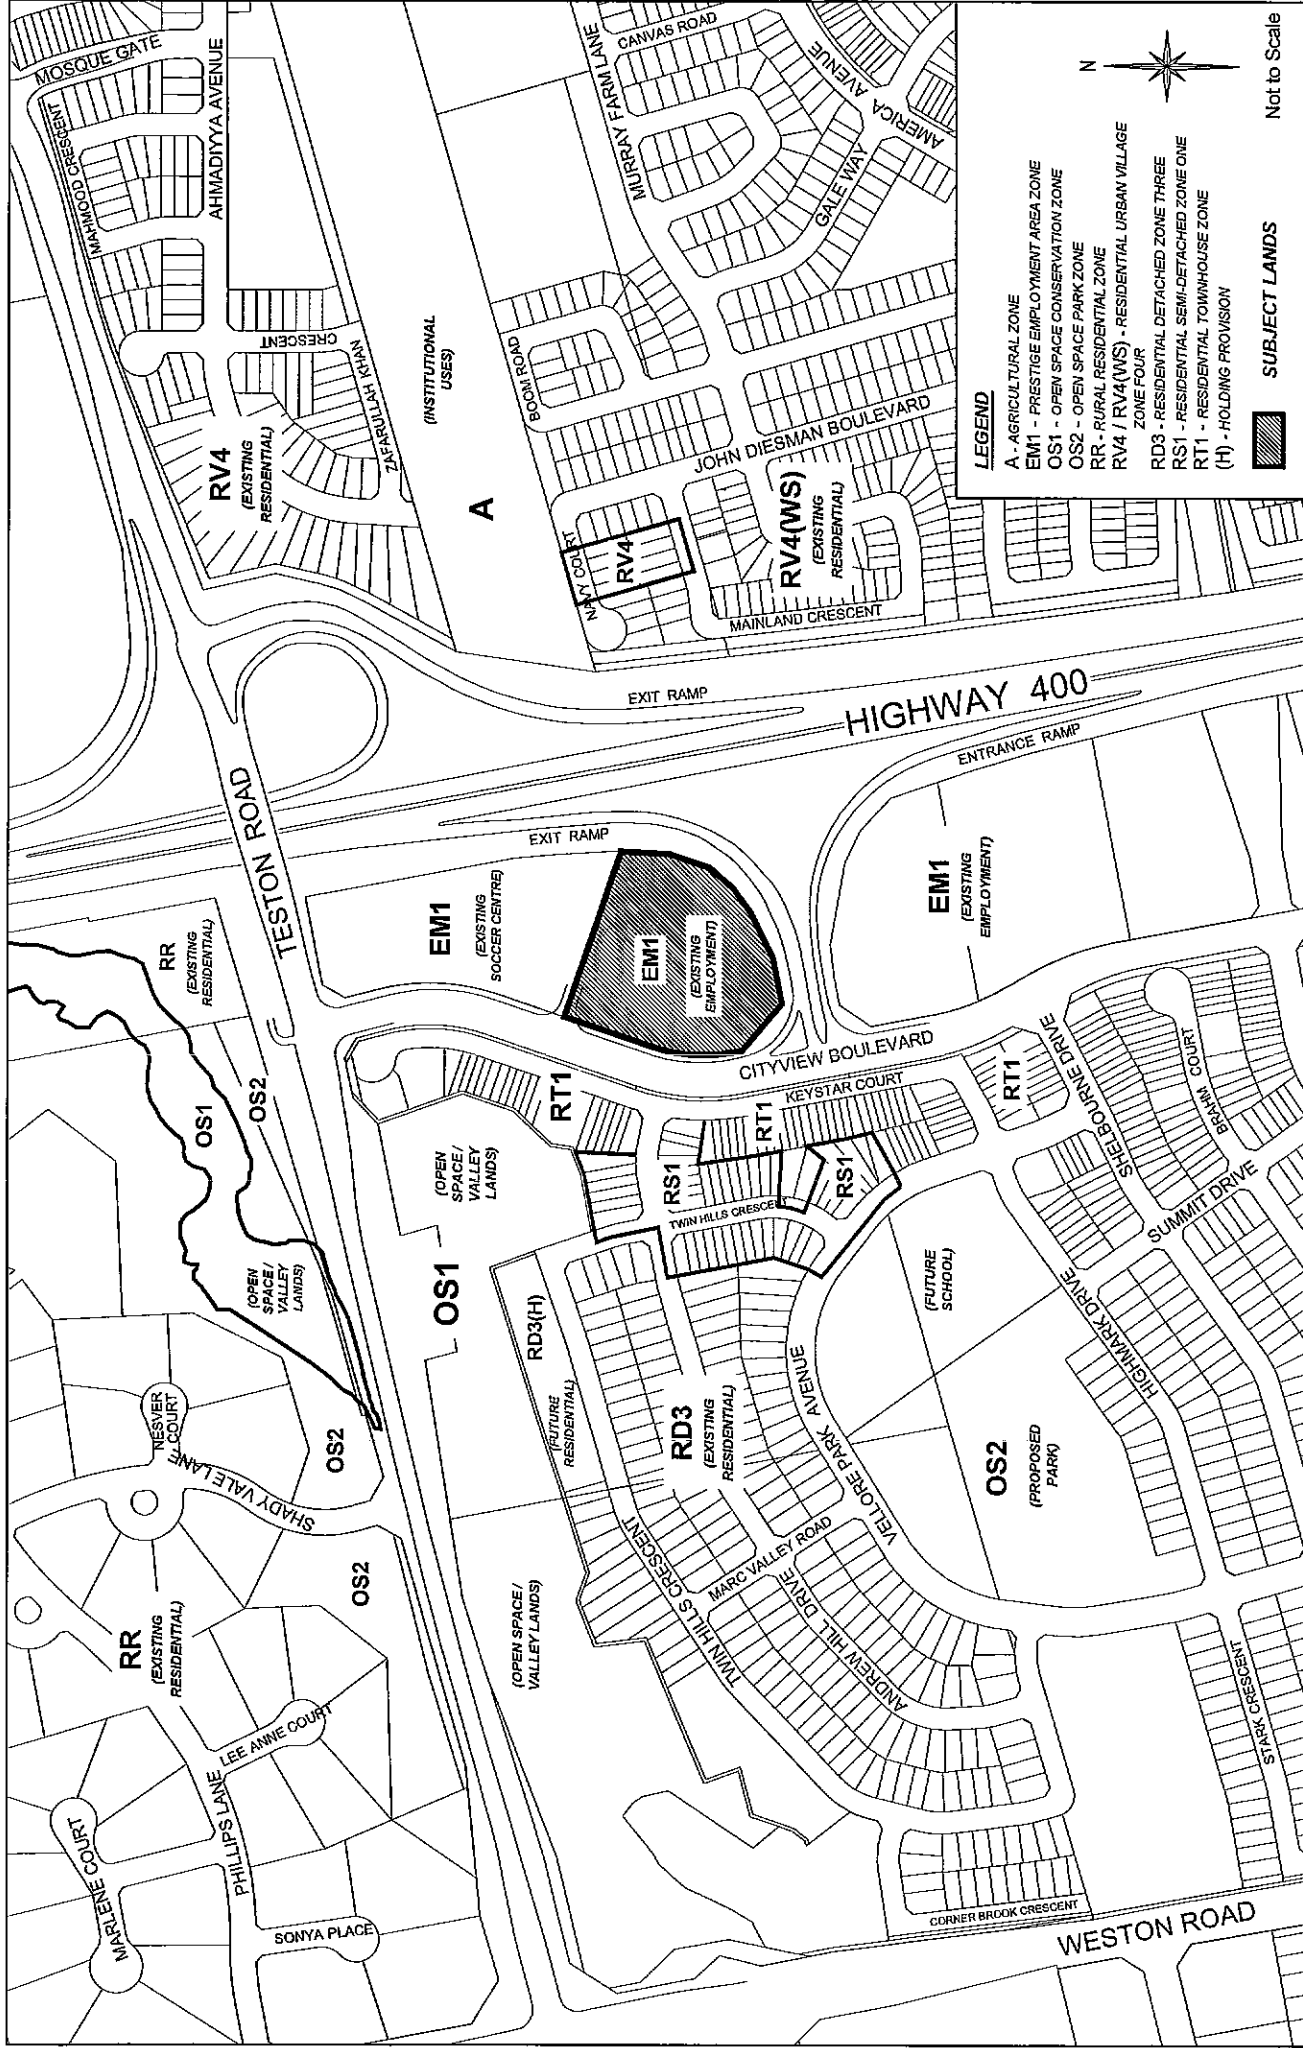 MOSQUE GATE
MAHMOOD CRESCENT
AHMADIYYA AVENUE
CRESCENT
ZAFARULLAH KHAN
RV4
(EXISTING
RESIDENTIAL)
(INSTITUTIONAL
USES)
A
CANVAS ROAD
MURRAY FARM LANE
AMERICA AVENUE
GALE WAY
BOOM ROAD
JOHN DIESMAN BOULEVARD
NAVY COURT
RV4
RV4(WS)
(EXISTING
RESIDENTIAL)
MAINLAND CRESCENT
EXIT RAMP
HIGHWAY 400
ENTRANCE RAMP
TESTON ROAD
EXIT RAMP
EM1
(EXISTING
SOCCER CENTRE)
EM1
(EXISTING
EMPLOYMENT)
EM1
(EXISTING
EMPLOYMENT)
RR
(EXISTING
RESIDENTIAL)
OS1
OS2
(OPEN
SPACE /
VALLEY
LANDS)
(OPEN
SPACE /
VALLEY
LANDS)
OS1
CITYVIEW BOULEVARD
KEYSTAR COURT
RT1
RT1
RT1
RS1
RS1
TWIN HILLS CRESCENT
SHELBOURNE DRIVE
BRAHM COURT
SUMMIT DRIVE
HIGHMARK DRIVE
(FUTURE
SCHOOL)
RD3(H)
(FUTURE
RESIDENTIAL)
RD3
(EXISTING
RESIDENTIAL)
VELLORE PARK AVENUE
OS2
(PROPOSED
PARK)
NESVER
COURT
SHADY VALE LANE
OS2
OS2
RR
(EXISTING
RESIDENTIAL)
LEE ANNE COURT
PHILLIPS LANE
MARLENE COURT
SONYA PLACE
(OPEN SPACE /
VALLEY LANDS)
TWIN HILLS CRESCENT
MARC VALLEY ROAD
ANDREW HILL DRIVE
STARK CRESCENT
CORNER BROOK CRESCENT
WESTON ROAD
LEGEND
A - AGRICULTURAL ZONE
EM1 - PRESTIGE EMPLOYMENT AREA ZONE
OS1 - OPEN SPACE CONSERVATION ZONE
OS2 - OPEN SPACE PARK ZONE
RR - RURAL RESIDENTIAL ZONE
RV4 / RV4(WS) - RESIDENTIAL URBAN VILLAGE
ZONE FOUR
RD3 - RESIDENTIAL DETACHED ZONE THREE
RS1 - RESIDENTIAL SEMI-DETACHED ZONE ONE
RT1 - RESIDENTIAL TOWNHOUSE ZONE
(H) - HOLDING PROVISION
SUBJECT LANDS
N
Not to Scale